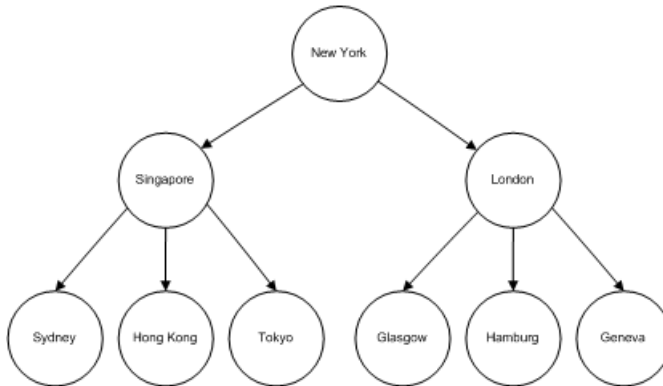 New York
Singapore
London
Sydney
Hong Kong
Tokyo
Glasgow
Hamburg
Geneva